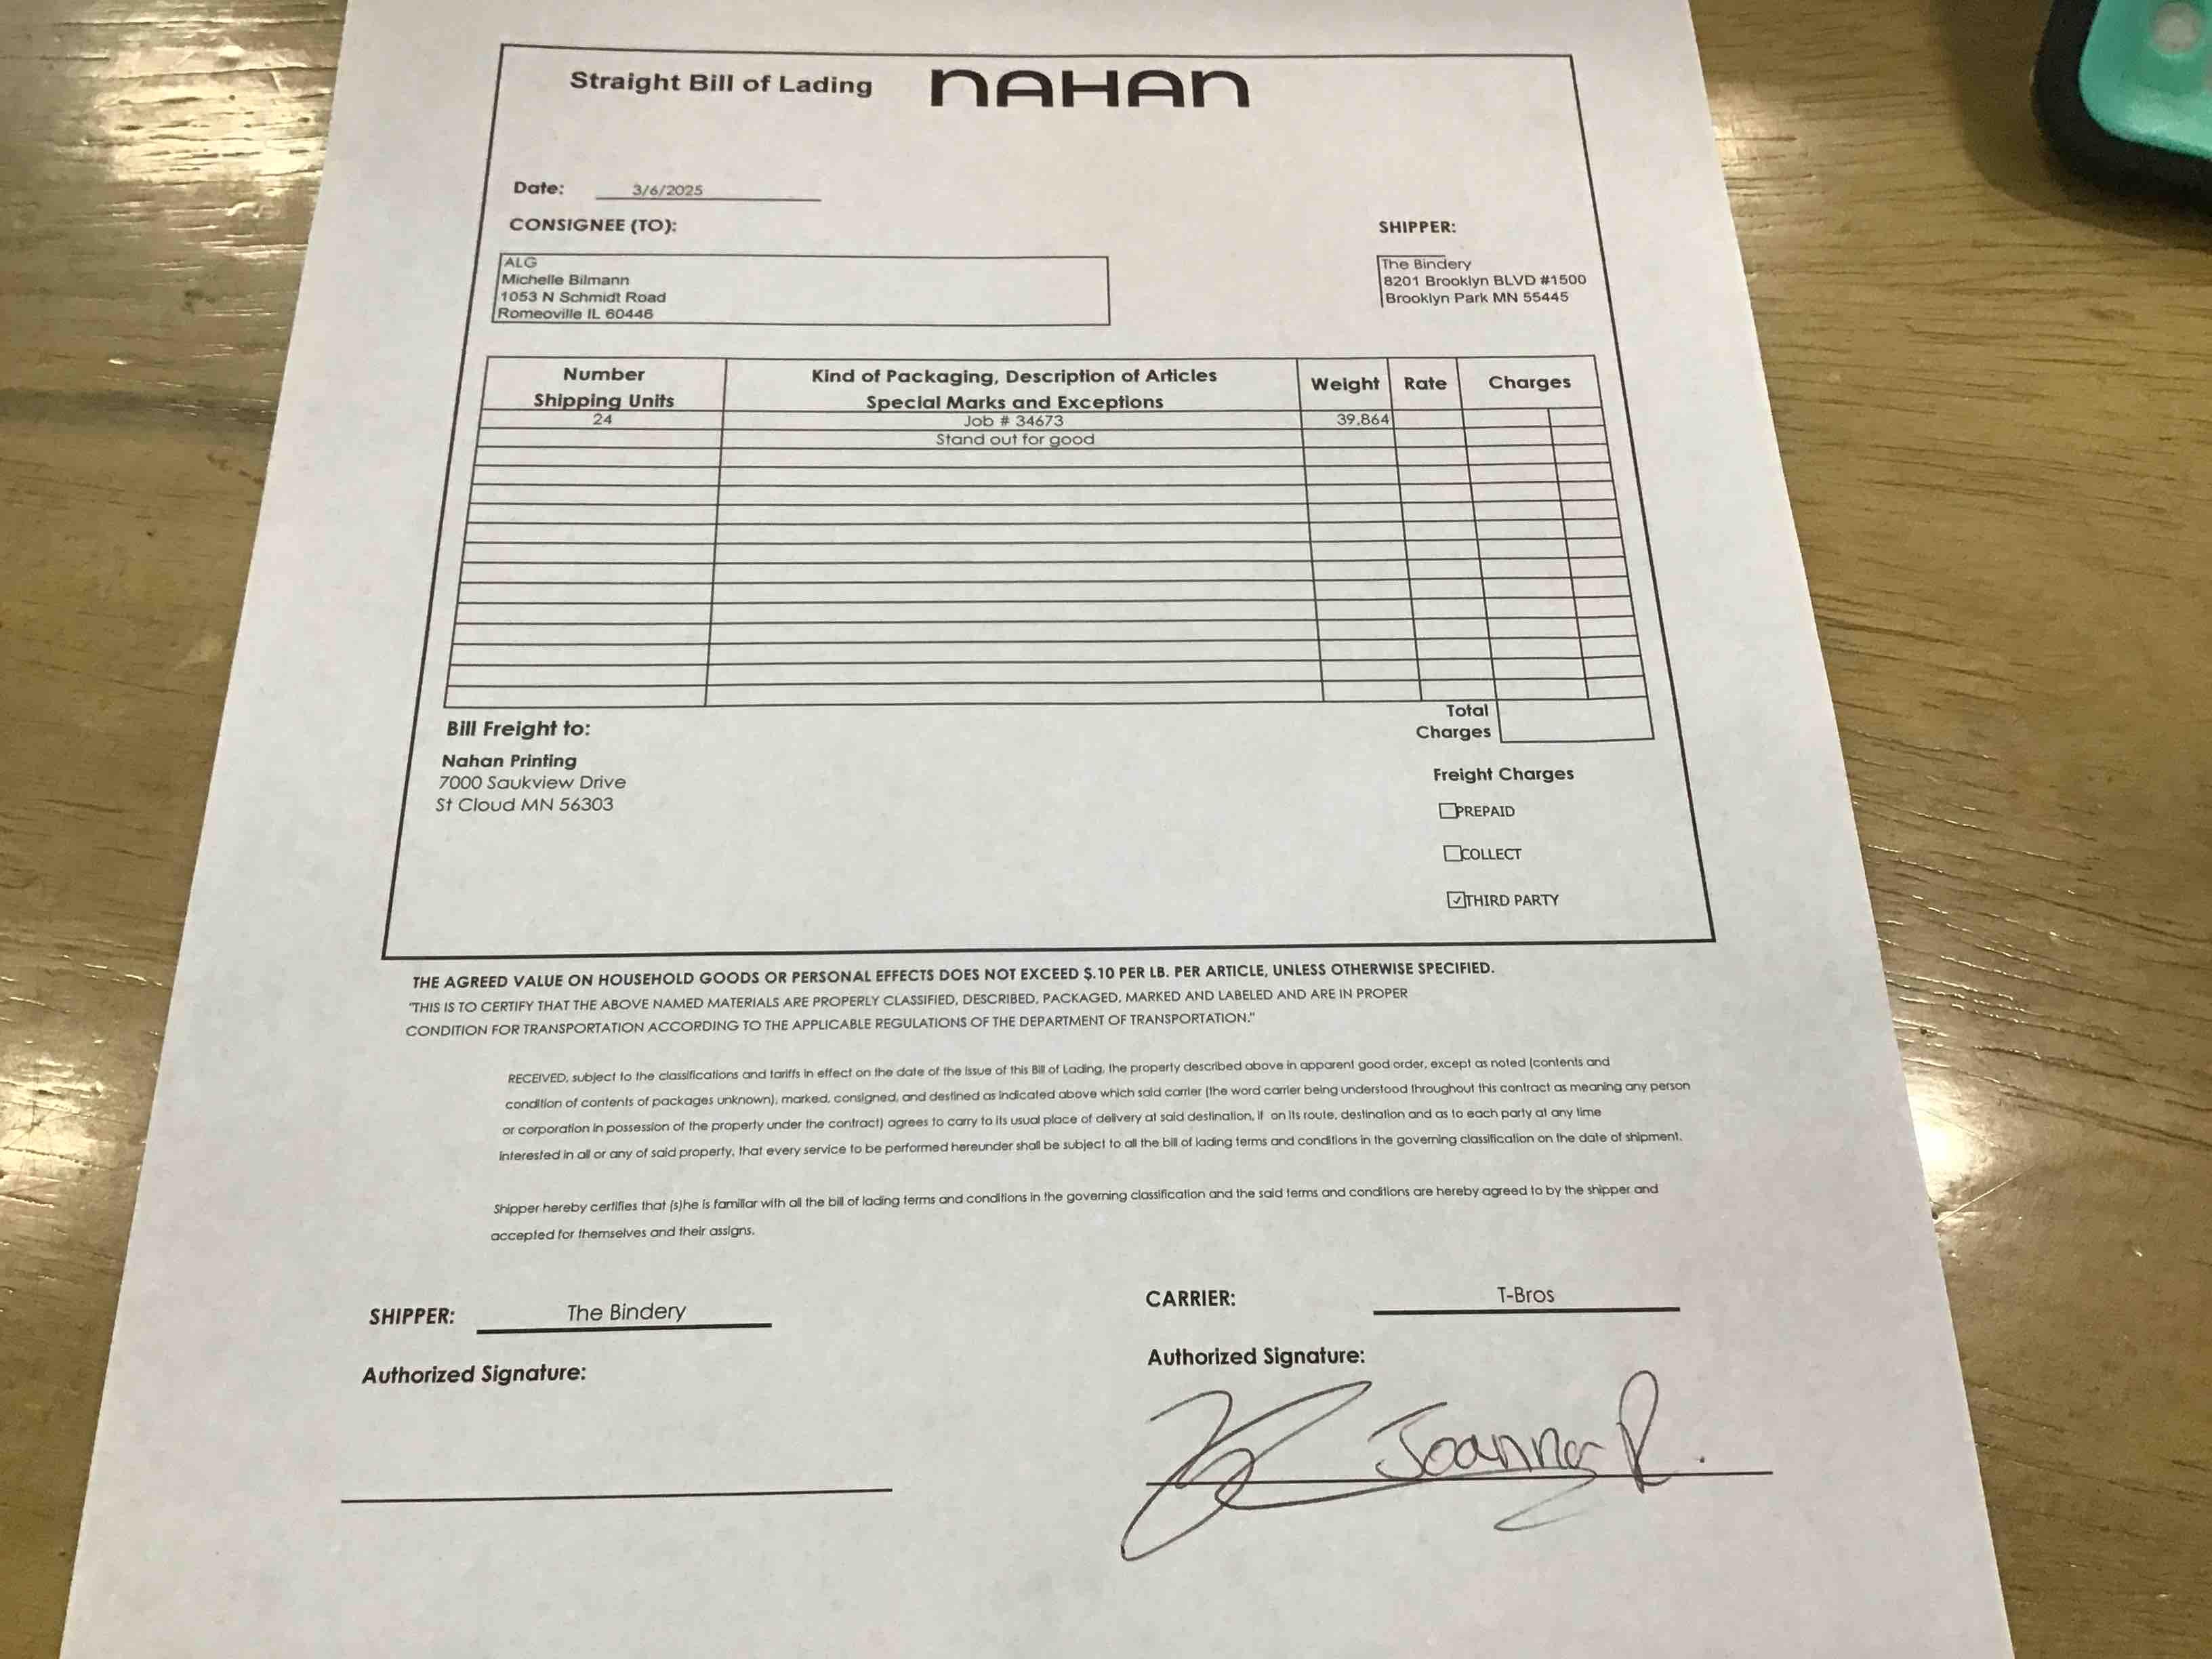 Straight Bill of Lading NAHAN
Date: 3/6/2025
CONSIGNEE (TO): SHIPPER:
ALG
Michelle Bilmann
1053 N Schmidt Road
Romeoville IL 60446
The Bindery
8201 Brooklyn BLVD #1500
Brooklyn Park MN 55445
Number
Shipping Units
Kind of Packaging, Description of Articles
Special Marks and Exceptions
Weight Rate Charges
24 Job # 34673 39,864
Stand out for good
Total
Charges
Bill Freight to:
Nahan Printing
7000 Saukview Drive
St Cloud MN 56303
Freight Charges
PREPAID
COLLECT
☑THIRD PARTY
THE AGREED VALUE ON HOUSEHOLD GOODS OR PERSONAL EFFECTS DOES NOT EXCEED $.10 PER LB. PER ARTICLE, UNLESS OTHERWISE SPECIFIED.
"THIS IS TO CERTIFY THAT THE ABOVE NAMED MATERIALS ARE PROPERLY CLASSIFIED, DESCRIBED, PACKAGED, MARKED AND LABELED AND ARE IN PROPER
CONDITION FOR TRANSPORTATION ACCORDING TO THE APPLICABLE REGULATIONS OF THE DEPARTMENT OF TRANSPORTATION."
RECEIVED, subject to the classifications and tariffs in effect on the date of the issue of this Bill of Lading, the property described above in apparent good order, except as noted (contents and
condition of contents of packages unknown), marked, consigned, and destined as indicated above which said carrier (the word carrier being understood throughout this contract as meaning any person
or corporation in possession of the property under the contract) agrees to carry to its usual place of delivery at said destination, if on its route, destination and as to each party at any time
interested in all or any of said property, that every service to be performed hereunder shall be subject to all the bill of lading terms and conditions in the governing classification on the date of shipment.
Shipper hereby certifies that (s)he is familiar with all the bill of lading terms and conditions in the governing classification and the said terms and conditions are hereby agreed to by the shipper and
accepted for themselves and their assigns.
SHIPPER: The Bindery
Authorized Signature:
CARRIER: T-Bros
Authorized Signature:
Joanna R.